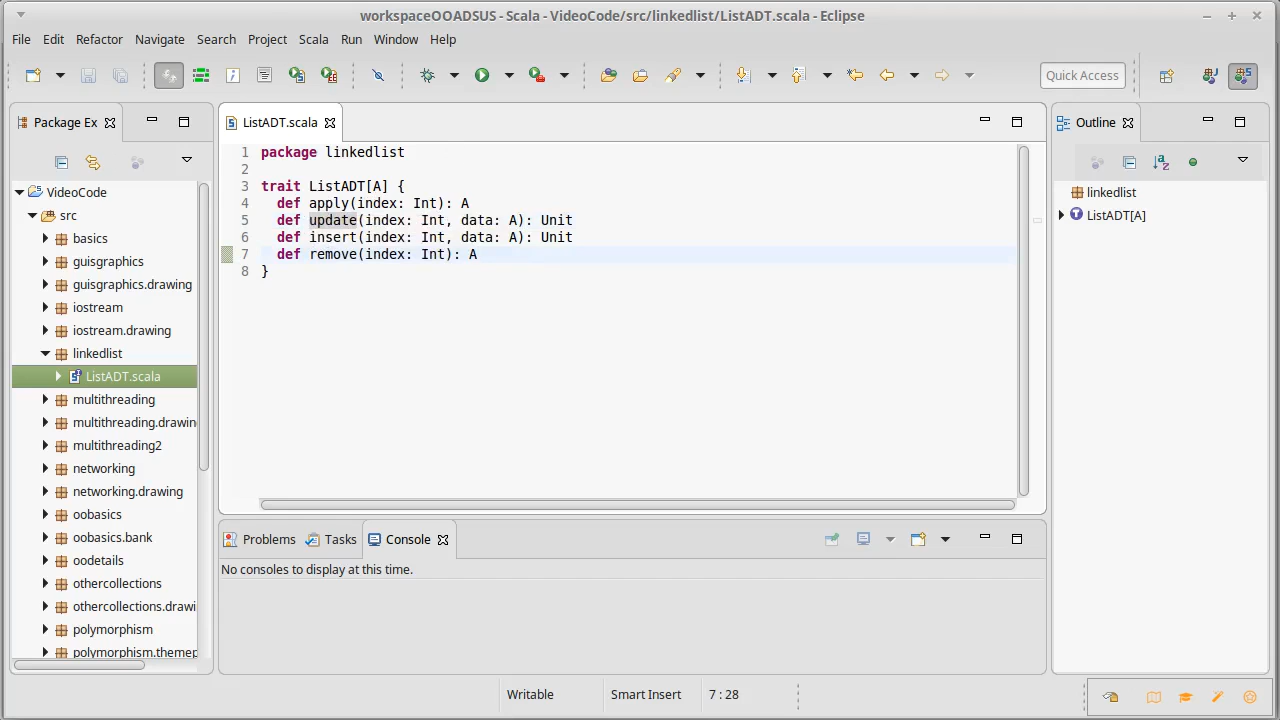 workspaceOOADSUS - Scala - VideoCode/src/linkedlist/ListADT.scala - Eclipse
File Edit Refactor Navigate Search Project Scala Run Window Help
Quick Access
Package Ex
VideoCode
src
basics
guisgraphics
guisgraphics.drawing
iostream
iostream.drawing
linkedlist
ListADT.scala
multithreading
multithreading.drawin
multithreading2
networking
networking.drawing
oobasics
oobasics.bank
oodetails
othercollections
othercollections.drawi
polymorphism
polymorphism.themep
ListADT.scala
1 package linkedlist
2
3 trait ListADT[A] {
4 def apply(index: Int): A
5 def update(index: Int, data: A): Unit
6 def insert(index: Int, data: A): Unit
7 def remove(index: Int): A
8 }
Problems Tasks Console
No consoles to display at this time.
Outline
linkedlist
ListADT[A]
Writable Smart Insert 7 : 28